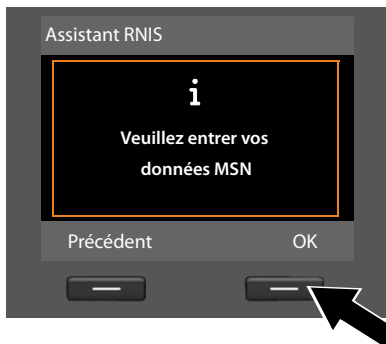 Assistant RNIS
i
Veuillez entrer vos
données MSN
Précédent OK